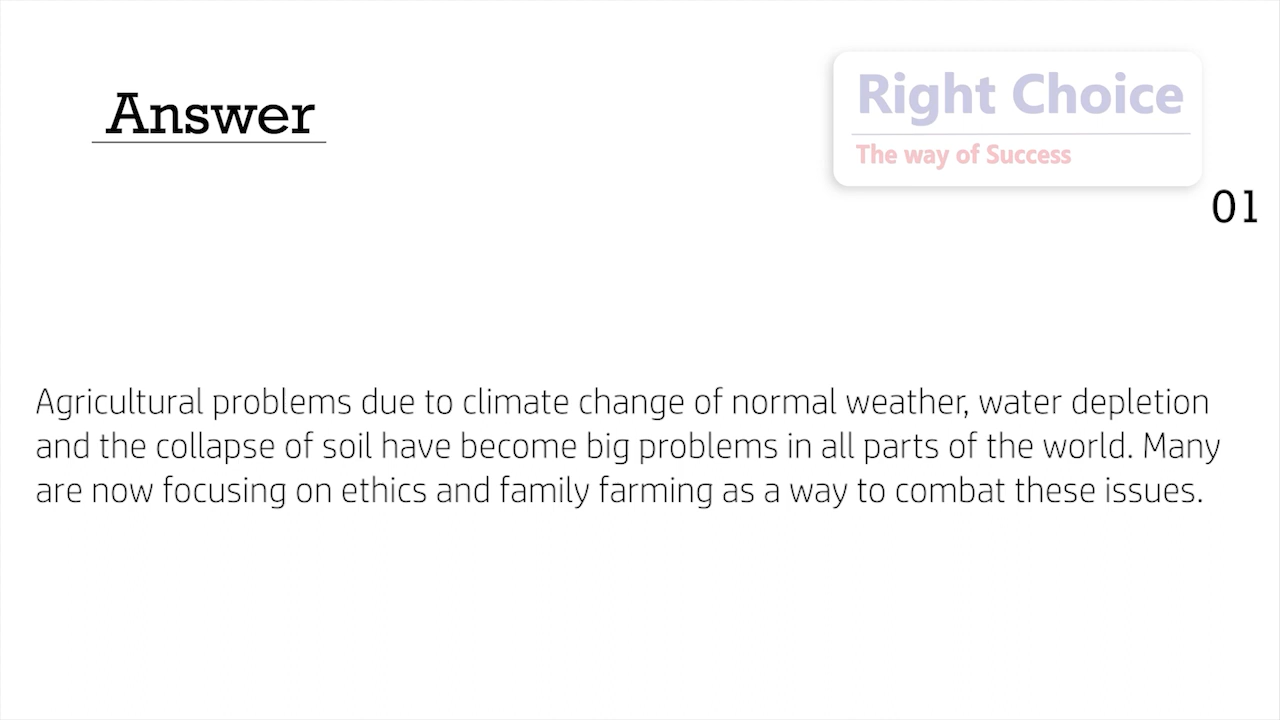 Answer
Right Choice
The way of Success
01
Agricultural problems due to climate change of normal weather, water depletion
and the collapse of soil have become big problems in all parts of the world. Many
are now focusing on ethics and family farming as a way to combat these issues.